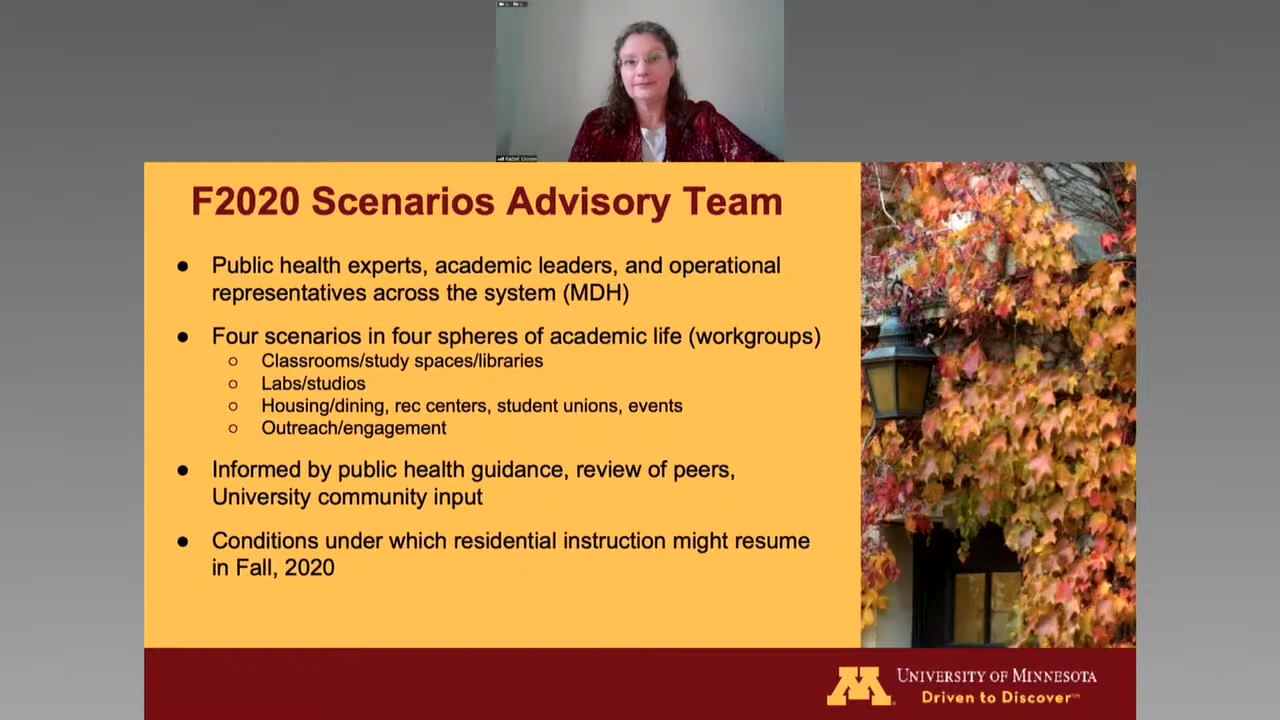 Rachel Croson
F2020 Scenarios Advisory Team
● Public health experts, academic leaders, and operational
representatives across the system (MDH)
● Four scenarios in four spheres of academic life (workgroups)
○ Classrooms/study spaces/libraries
○ Labs/studios
○ Housing/dining, rec centers, student unions, events
○ Outreach/engagement
● Informed by public health guidance, review of peers,
University community input
● Conditions under which residential instruction might resume
in Fall, 2020
M
UNIVERSITY OF MINNESOTA
Driven to Discover℠